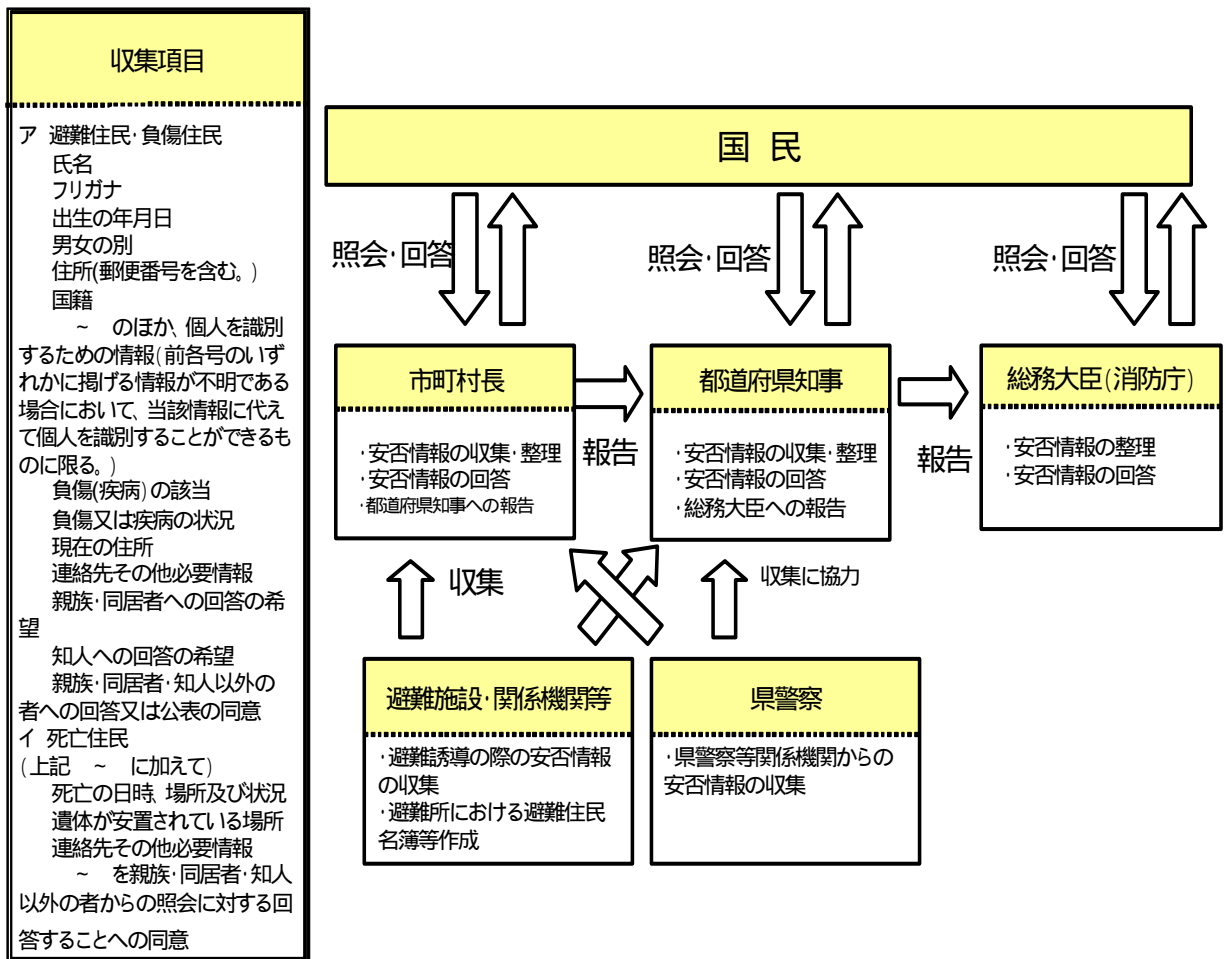 収集項目
ア 避難住民・負傷住民
氏名
フリガナ
出生の年月日
男女の別
住所(郵便番号を含む。)
国籍
~ のほか、個人を識別
するための情報(前各号のいず
れかに掲げる情報が不明である
場合において、当該情報に代え
て個人を識別することができるも
のに限る。)
負傷(疾病)の該当
負傷又は疾病の状況
現在の住所
連絡先その他必要情報
親族・同居者への回答の希
望
知人への回答の希望
親族・同居者・知人以外の
者への回答又は公表の同意
イ 死亡住民
(上記 ~ に加えて)
死亡の日時、場所及び状況
遺体が安置されている場所
連絡先その他必要情報
~ を親族・同居者・知人
以外の者からの照会に対する回
答することへの同意
国 民
照会・回答
照会・回答
照会・回答
市町村長
・安否情報の収集・整理
・安否情報の回答
・都道府県知事への報告
報告
都道府県知事
・安否情報の収集・整理
・安否情報の回答
・総務大臣への報告
報告
総務大臣(消防庁)
・安否情報の整理
・安否情報の回答
収集
収集に協力
避難施設・関係機関等
・避難誘導の際の安否情報
の収集
・避難所における避難住民
名簿等作成
県警察
・県警察等関係機関からの
安否情報の収集